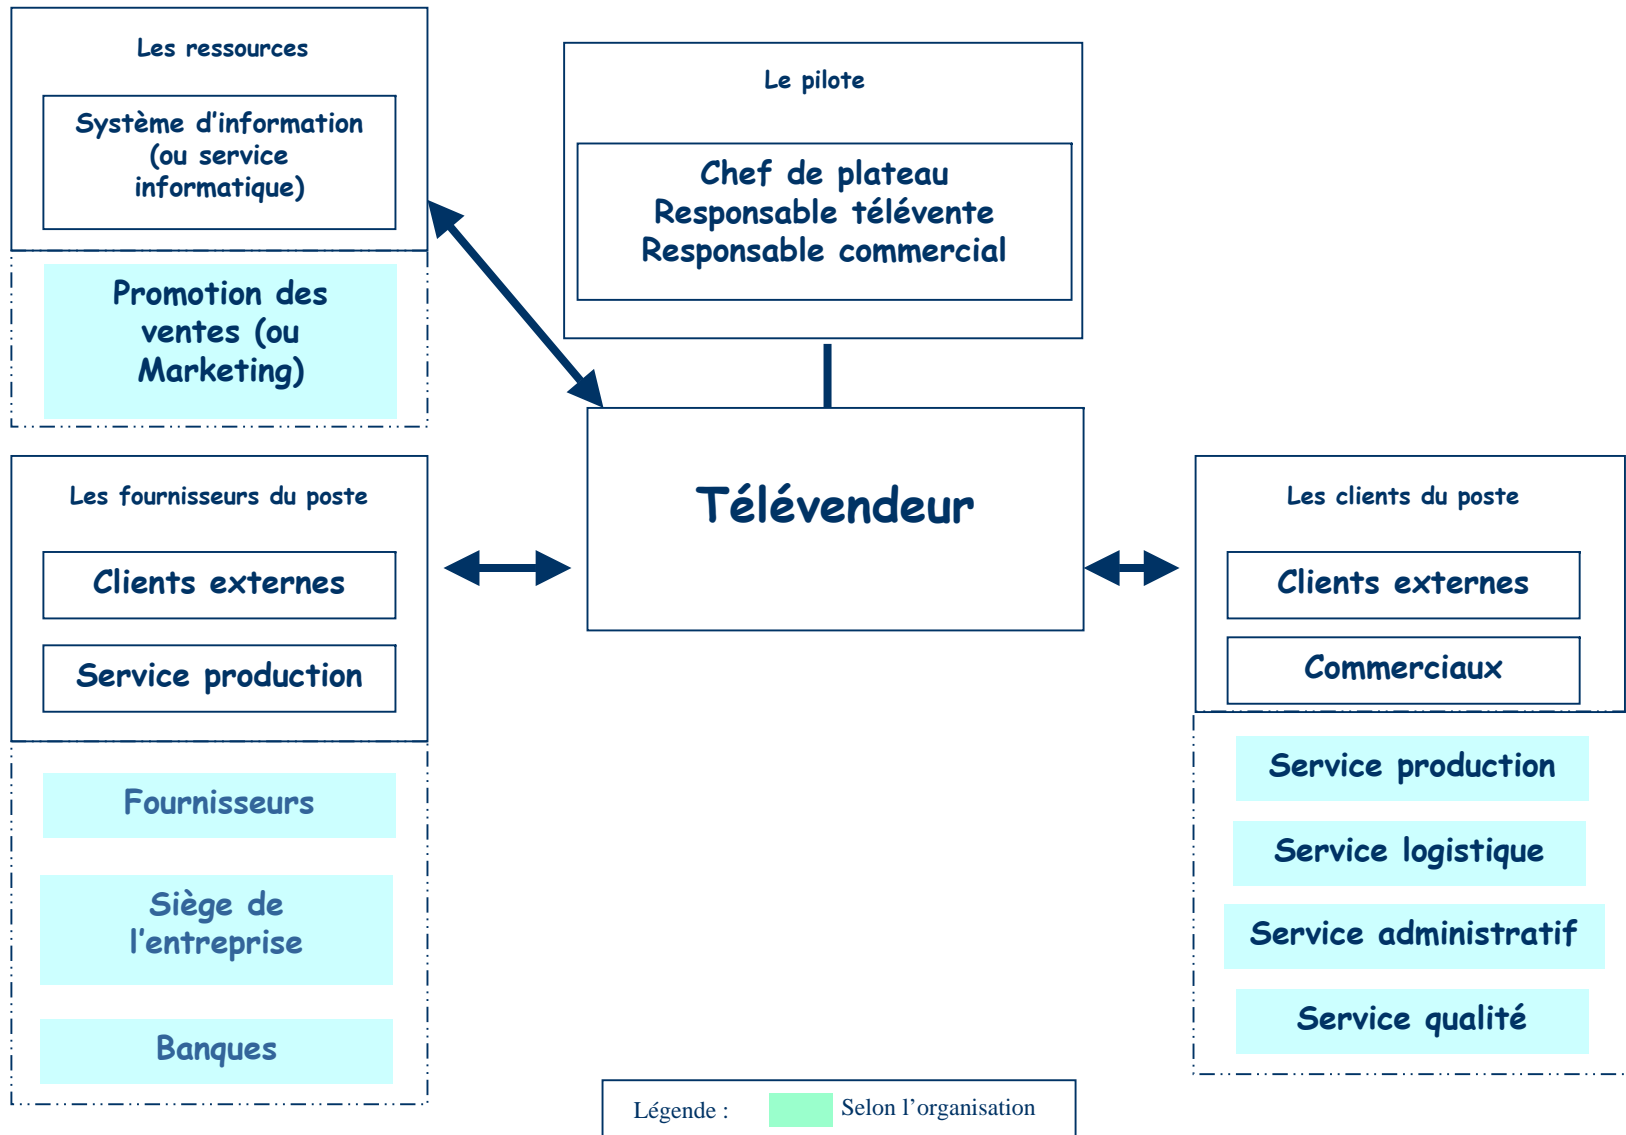 Les ressources
Système d'information
(ou service
informatique)
Promotion des
ventes (ou
Marketing)
Le pilote
Chef de plateau
Responsable télévente
Responsable commercial
Télévendeur
Les fournisseurs du poste
Clients externes
Service production
Fournisseurs
Siège de
l'entreprise
Banques
Les clients du poste
Clients externes
Commerciaux
Service production
Service logistique
Service administratif
Service qualité
Légende :
Selon l’organisation